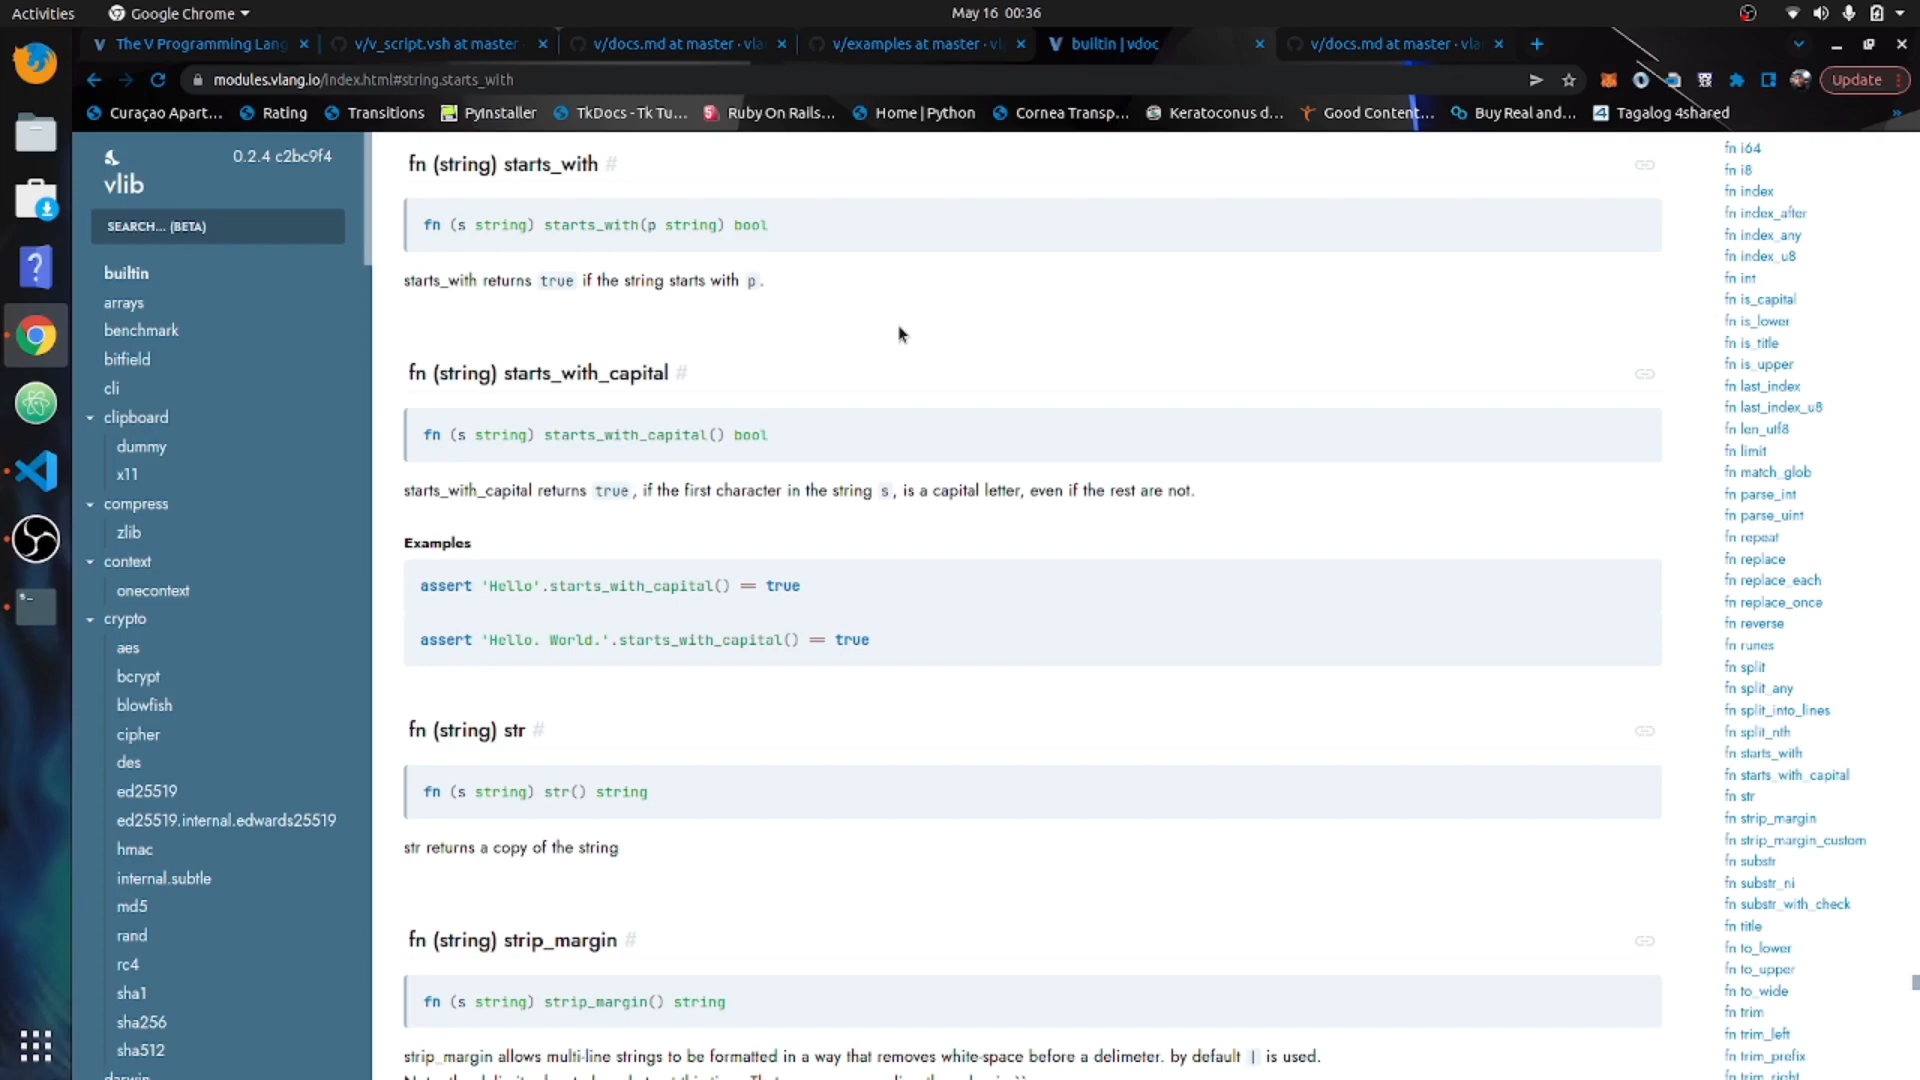 Activities
Google Chrome
May 16 00:36
The V Programming Lang
v/v_script.vsh at master ·
v/docs.md at master · vla
v/examples at master · vl
builtin | vdoc
v/docs.md at master · vla
modules.vlang.io/index.html#string.starts_with
Update
Curaçao Apart...
Rating
Transitions
PyInstaller
TkDocs - Tk Tu...
Ruby On Rails...
Home | Python
Cornea Transp...
Keratoconus d...
Good Content...
Buy Real and...
Tagalog 4shared
0.2.4 c2bc9f4
vlib
SEARCH... (BETA)
builtin
arrays
benchmark
bitfield
cli
clipboard
dummy
x11
compress
zlib
context
onecontext
crypto
aes
bcrypt
blowfish
cipher
des
ed25519
ed25519.internal.edwards25519
hmac
internal.subtle
md5
rand
rc4
sha1
sha256
sha512
darwin
fn (string) starts_with #
fn (s string) starts_with(p string) bool
starts_with returns true if the string starts with p.
fn (string) starts_with_capital #
fn (s string) starts_with_capital() bool
starts_with_capital returns true, if the first character in the string s, is a capital letter, even if the rest are not.
Examples
assert 'Hello'.starts_with_capital() == true
assert 'Hello. World.'.starts_with_capital() == true
fn (string) str #
fn (s string) str() string
str returns a copy of the string
fn (string) strip_margin #
fn (s string) strip_margin() string
strip_margin allows multi-line strings to be formatted in a way that removes white-space before a delimeter. by default | is used.
fn i64
fn i8
fn index
fn index_after
fn index_any
fn index_u8
fn int
fn is_capital
fn is_lower
fn is_title
fn is_upper
fn last_index
fn last_index_u8
fn len_utf8
fn limit
fn match_glob
fn parse_int
fn parse_uint
fn repeat
fn replace
fn replace_each
fn replace_once
fn reverse
fn runes
fn split
fn split_any
fn split_into_lines
fn split_nth
fn starts_with
fn starts_with_capital
fn str
fn strip_margin
fn strip_margin_custom
fn substr
fn substr_ni
fn substr_with_check
fn title
fn to_lower
fn to_upper
fn to_wide
fn trim
fn trim_left
fn trim_prefix
fn trim_right